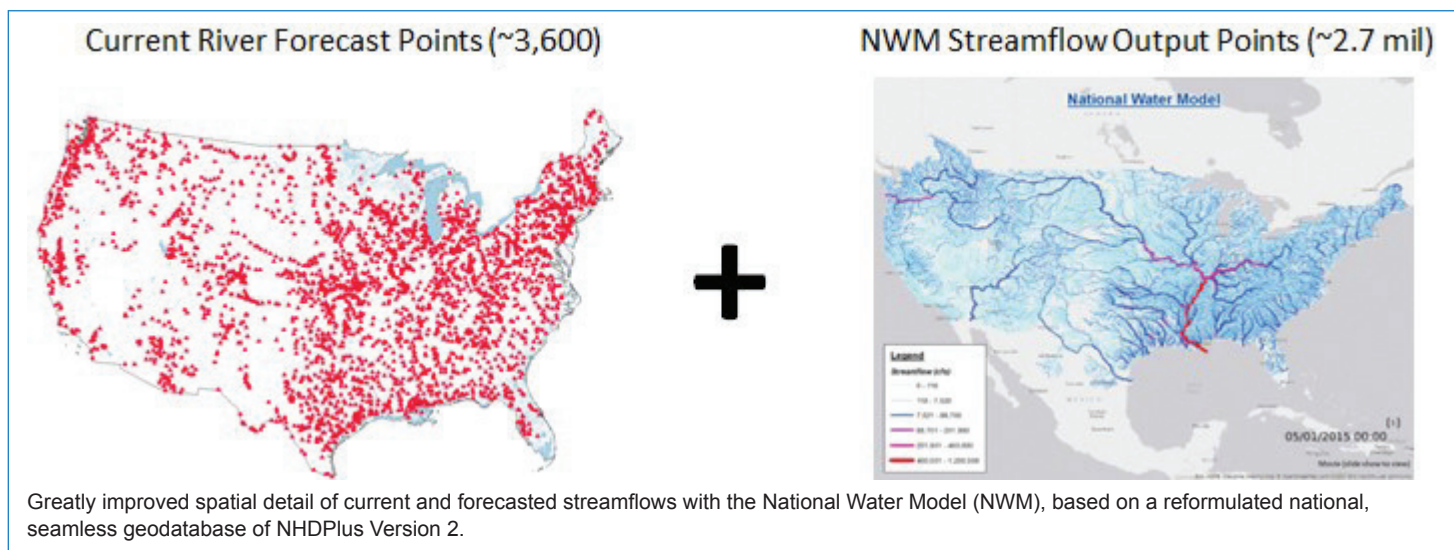 Current River Forecast Points (~3,600)
NWM Streamflow Output Points (~2.7 mil)
National Water Model
Legend
Streamflow (cfs)
05/01/2015 00:00
Greatly improved spatial detail of current and forecasted streamflows with the National Water Model (NWM), based on a reformulated national,
seamless geodatabase of NHDPlus Version 2.